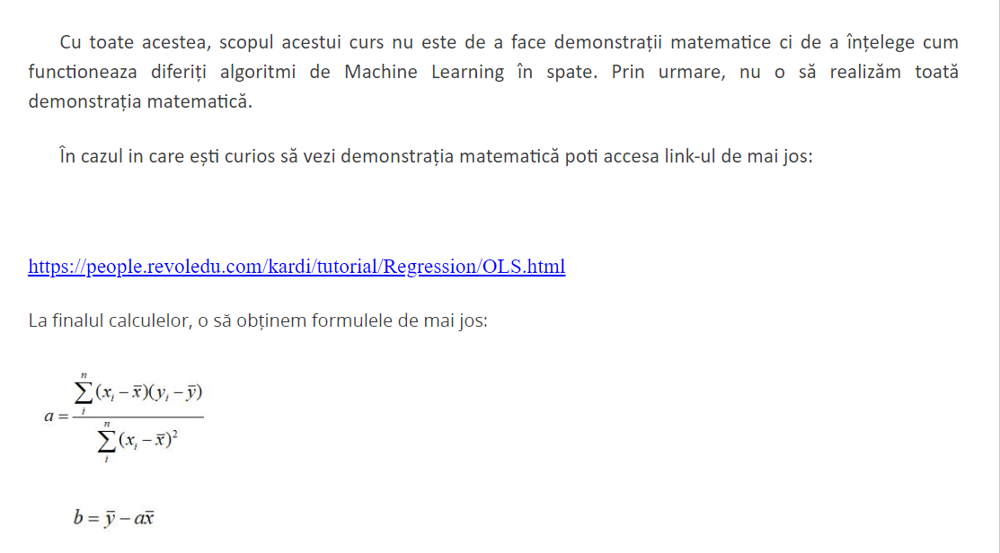 Cu toate acestea, scopul acestui curs nu este de a face demonstrații matematice ci de a înțelege cum
functioneaza diferiți algoritmi de Machine Learning în spate. Prin urmare, nu o să realizăm toată
demonstrația matematică.
În cazul in care ești curios să vezi demonstrația matematică poti accesa link-ul de mai jos:
https://people.revoledu.com/kardi/tutorial/Regression/OLS.html
La finalul calculelor, o să obținem formulele de mai jos:
a = \frac{\sum_{i}^{n}(x_i - \bar{x})(y_i - \bar{y})}{\sum_{i}^{n}(x_i - \bar{x})^2}
b = \bar{y} - a\bar{x}